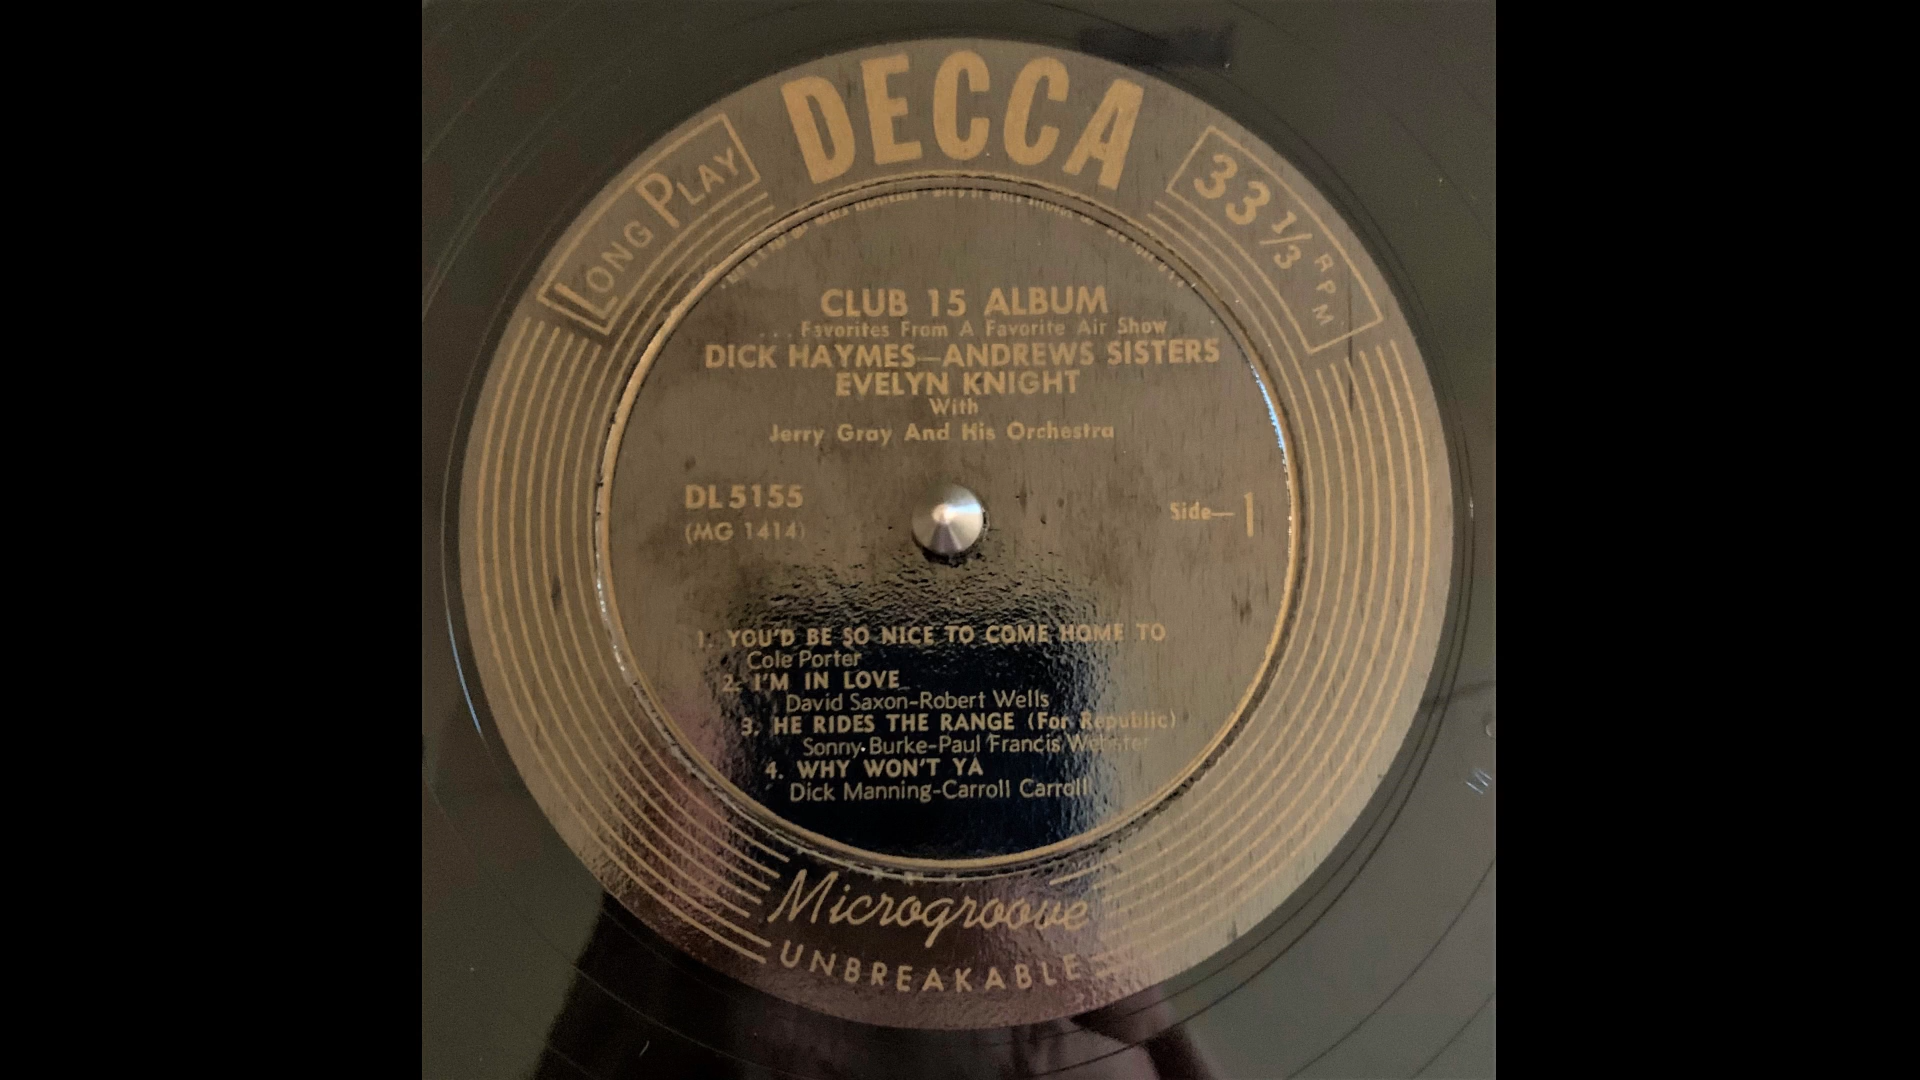 DECCA
LONG PLAY
33 1/3 RPM
CLUB 15 ALBUM
...Favorites From A Favorite Air Show
DICK HAYMES—ANDREWS SISTERS
EVELYN KNIGHT
With
Jerry Gray And His Orchestra
DL 5155
(MG 1414)
Side—1
1. YOU'D BE SO NICE TO COME HOME TO
Cole Porter
2. I'M IN LOVE
David Saxon-Robert Wells
3. HE RIDES THE RANGE (For Republic)
Sonny Burke-Paul Francis Webster
4. WHY WON'T YA
Dick Manning-Carroll Carroll
Microgroove
UNBREAKABLE